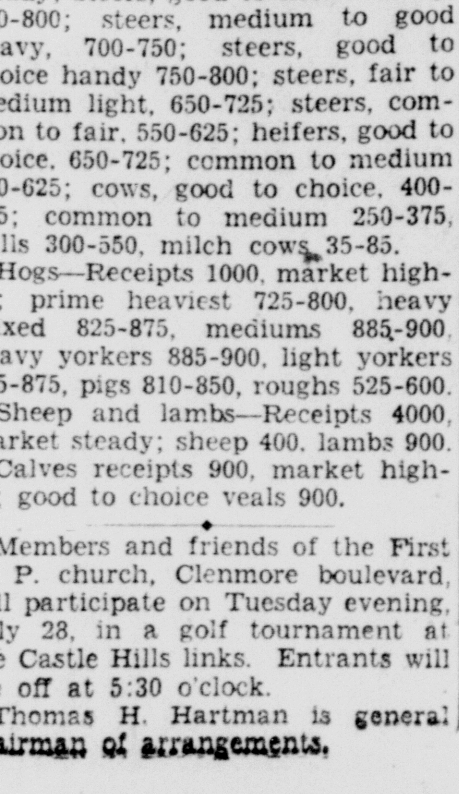 0-800; steers, medium to good
avy, 700-750; steers, good to
oice handy 750-800; steers, fair to
edium light, 650-725; steers, com-
on to fair. 550-625; heifers, good to
oice. 650-725; common to medium
0-625; cows, good to choice, 400-
5; common to medium 250-375,
lls 300-550, milch cows, 35-85.
Hogs—Receipts 1000, market high-
; prime heaviest 725-800, heavy
xed 825-875, mediums 885-900,
avy yorkers 885-900, light yorkers
5-875, pigs 810-850, roughs 525-600.
Sheep and lambs—Receipts 4000,
arket steady; sheep 400. lambs 900.
Calves receipts 900, market high-
; good to choice veals 900.
Members and friends of the First
P. church, Clenmore boulevard,
ll participate on Tuesday evening,
ly 28, in a golf tournament at
e Castle Hills links. Entrants will
off at 5:30 o'clock.
Thomas H. Hartman is general
airman of arrangements.